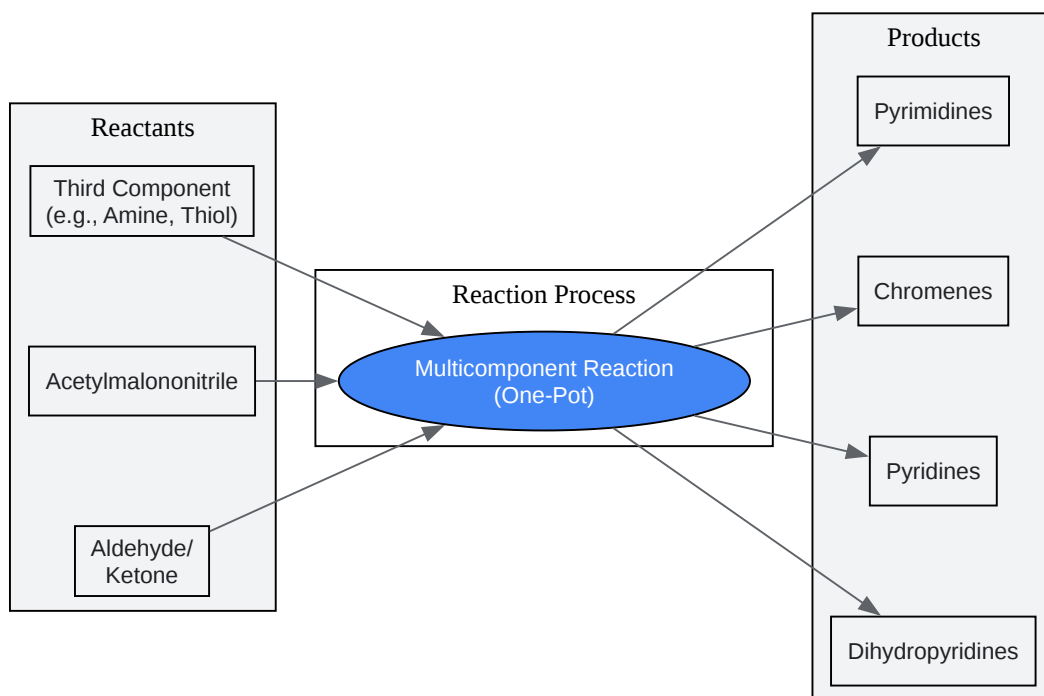 Reactants
Third Component
(e.g., Amine, Thiol)
Acetylmalononitrile
Aldehyde/
Ketone
Reaction Process
Multicomponent Reaction
(One-Pot)
Products
Pyrimidines
Chromenes
Pyridines
Dihydropyridines